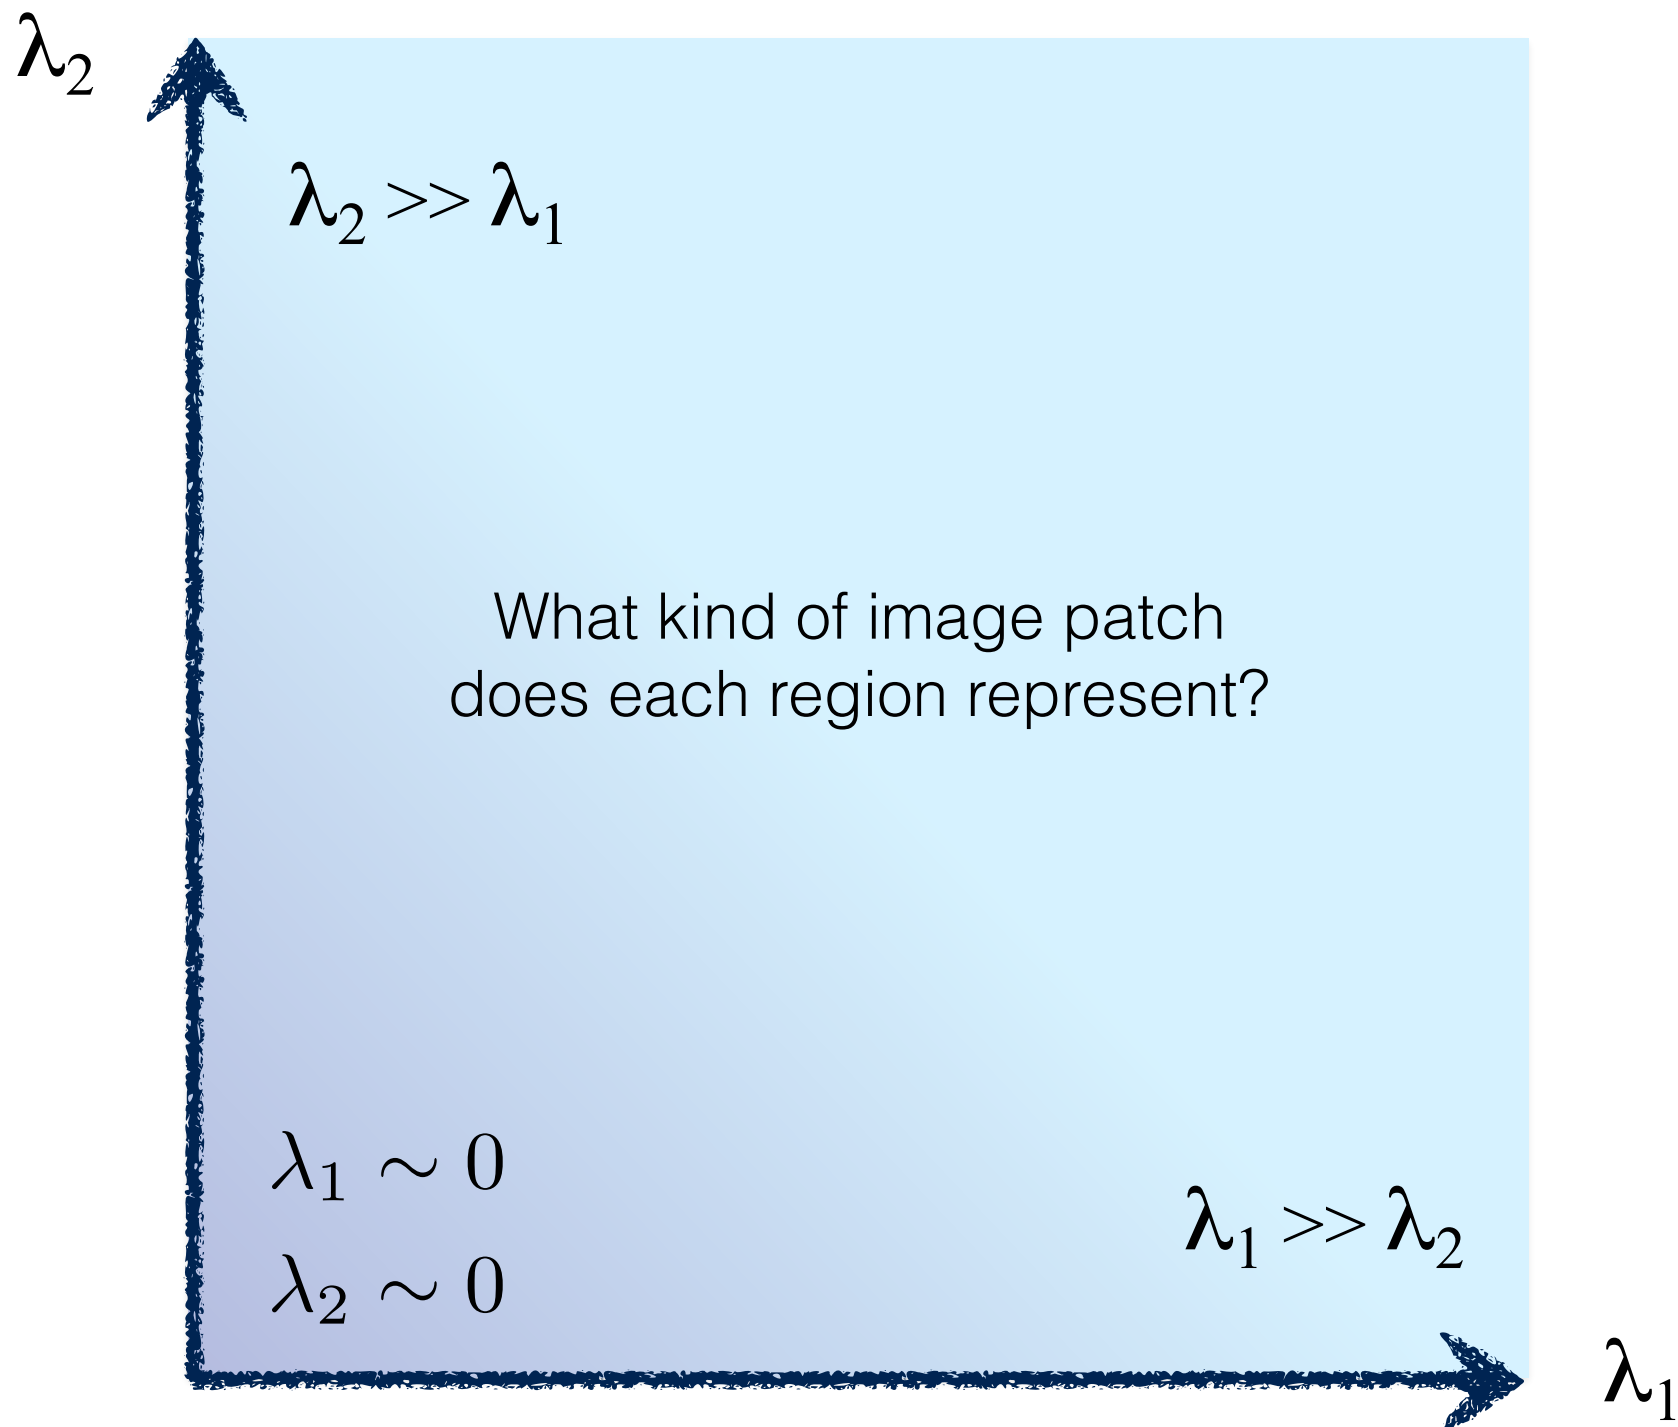 λ₂
λ₂ >> λ₁
What kind of image patch
does each region represent?
λ₁ ∼ 0
λ₁ >> λ₂
λ₂ ∼ 0
λ₁